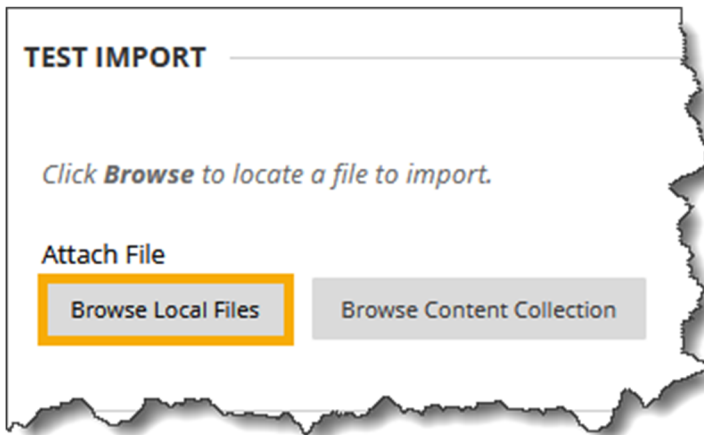 TEST IMPORT
Click Browse to locate a file to import.
Attach File
Browse Local Files
Browse Content Collection